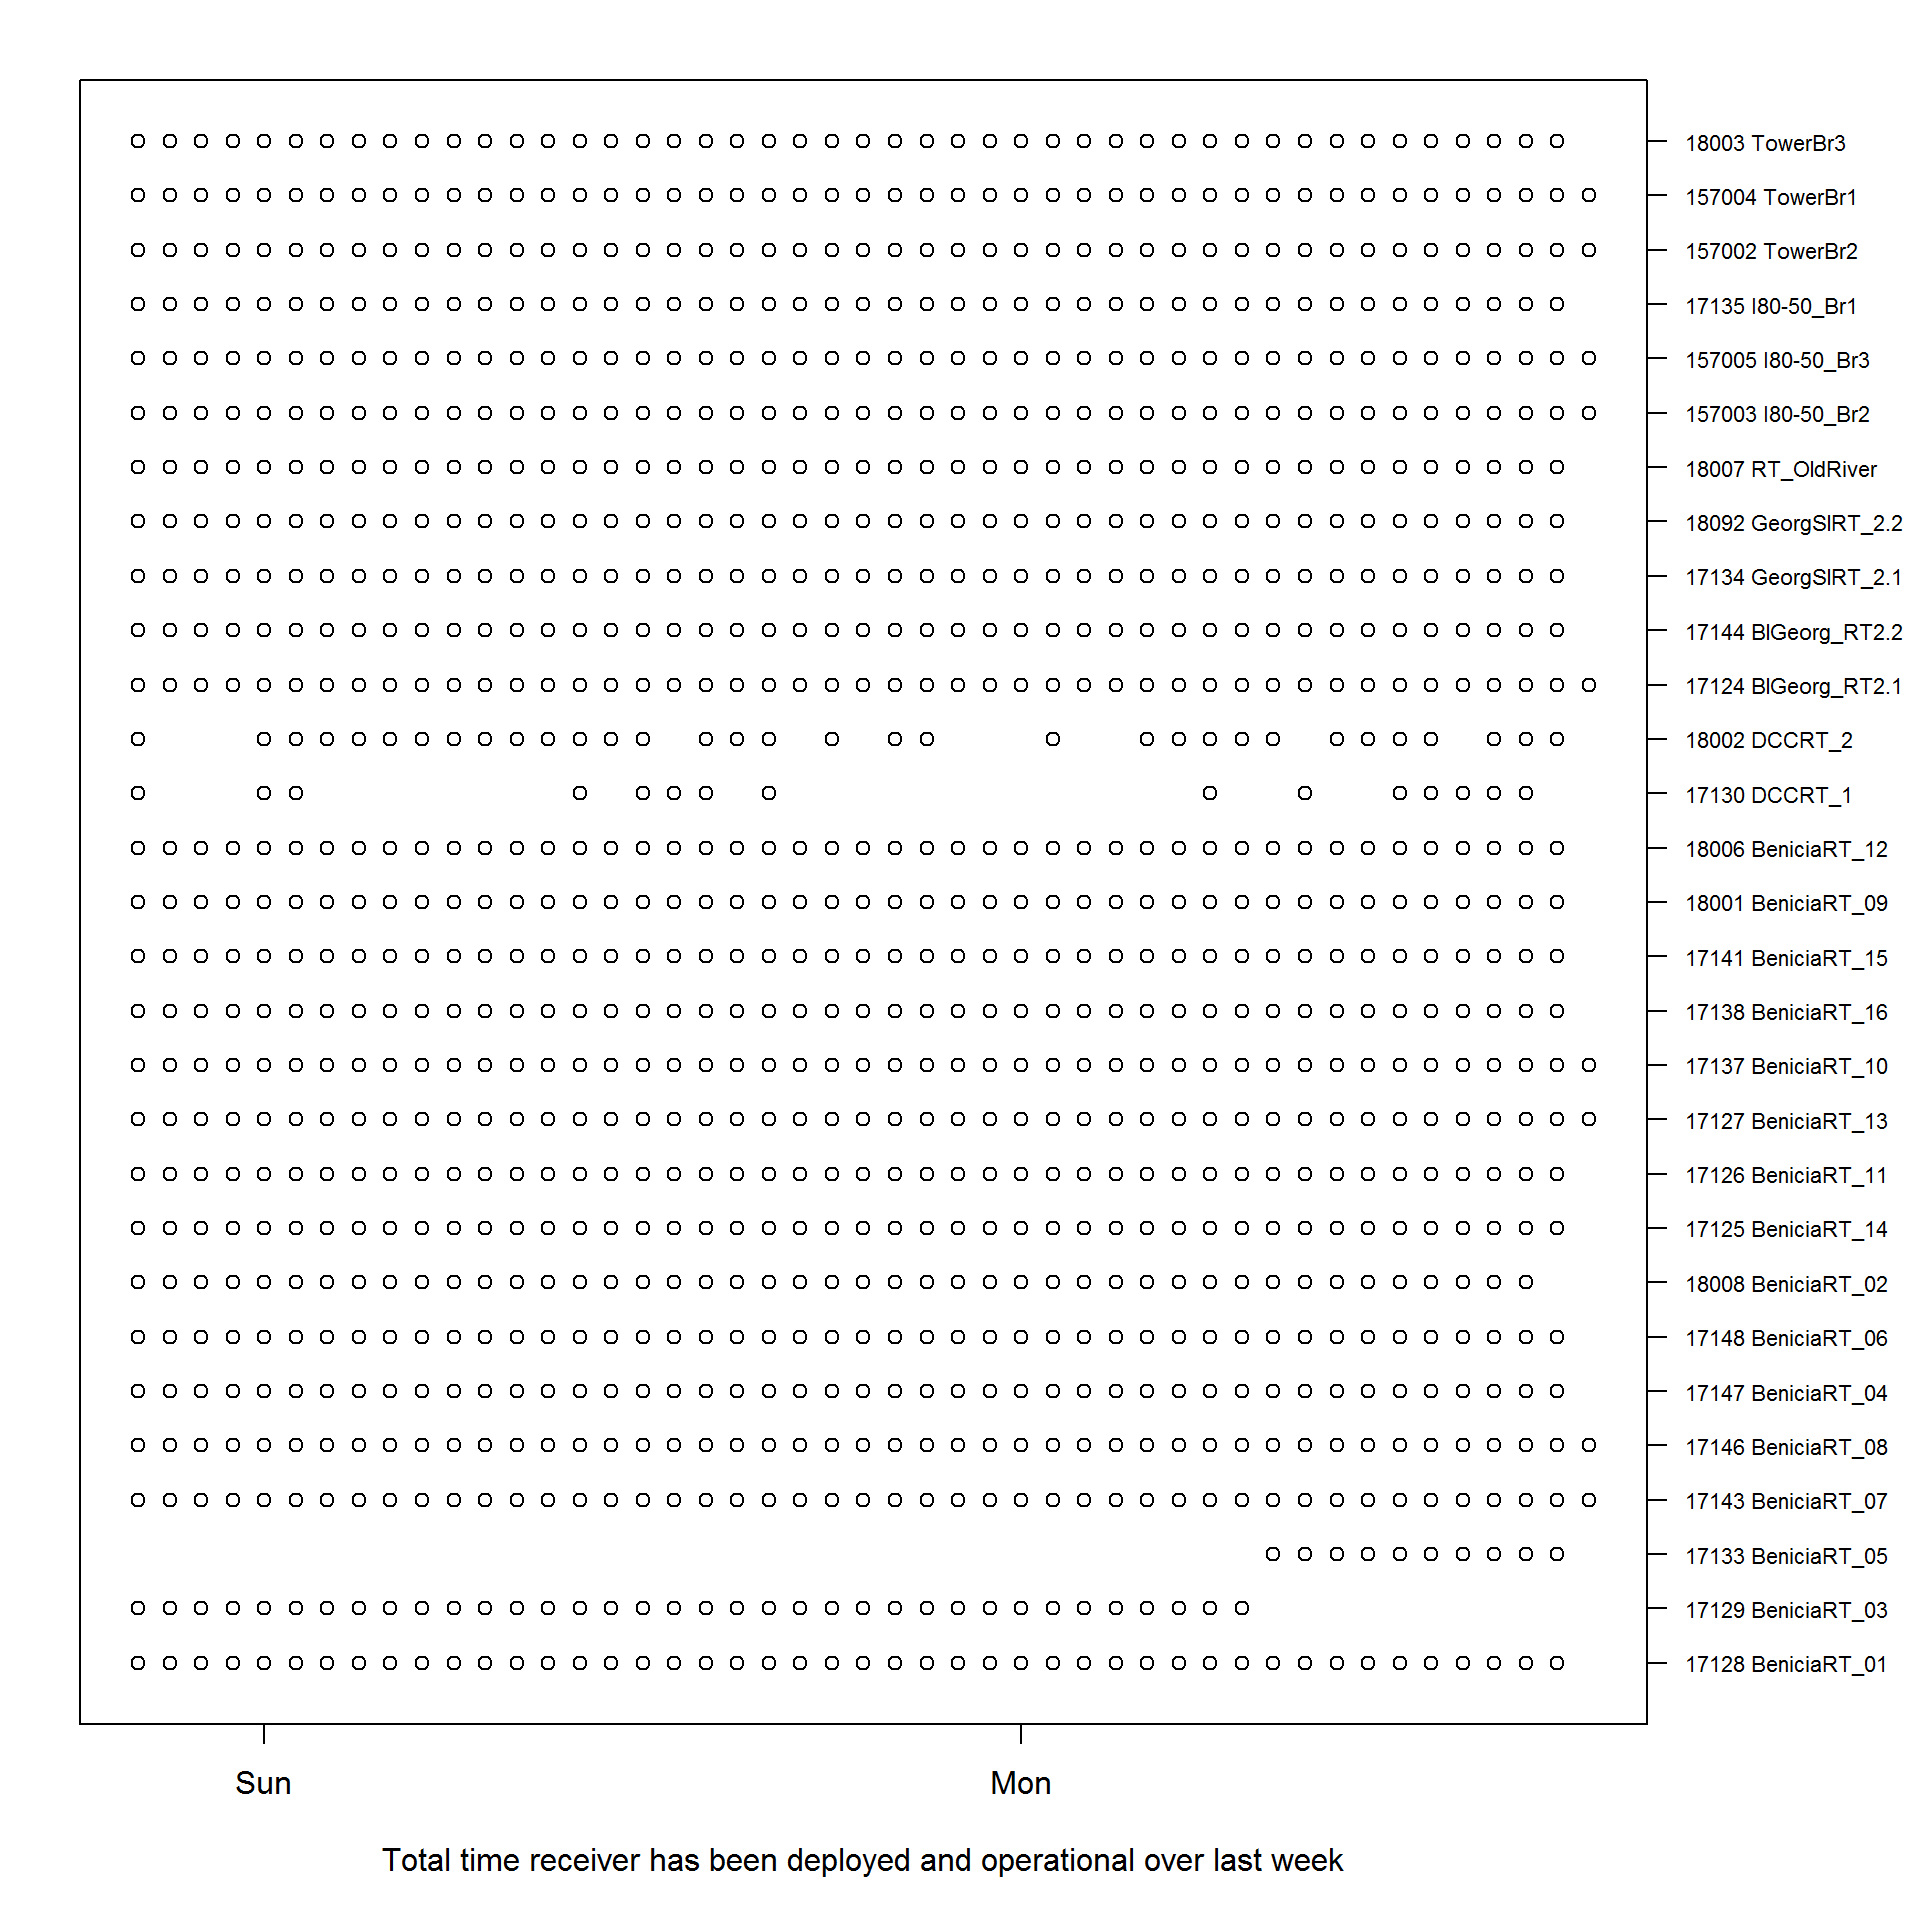 18003 TowerBr3
157004 TowerBr1
157002 TowerBr2
17135 I80-50_Br1
157005 I80-50_Br3
157003 I80-50_Br2
18007 RT_OldRiver
18092 GeorgSlRT_2.2
17134 GeorgSlRT_2.1
17144 BlGeorg_RT2.2
17124 BlGeorg_RT2.1
18002 DCCRT_2
17130 DCCRT_1
18006 BeniciaRT_12
18001 BeniciaRT_09
17141 BeniciaRT_15
17138 BeniciaRT_16
17137 BeniciaRT_10
17127 BeniciaRT_13
17126 BeniciaRT_11
17125 BeniciaRT_14
18008 BeniciaRT_02
17148 BeniciaRT_06
17147 BeniciaRT_04
17146 BeniciaRT_08
17143 BeniciaRT_07
17133 BeniciaRT_05
17129 BeniciaRT_03
17128 BeniciaRT_01
Sun Mon
Total time receiver has been deployed and operational over last week